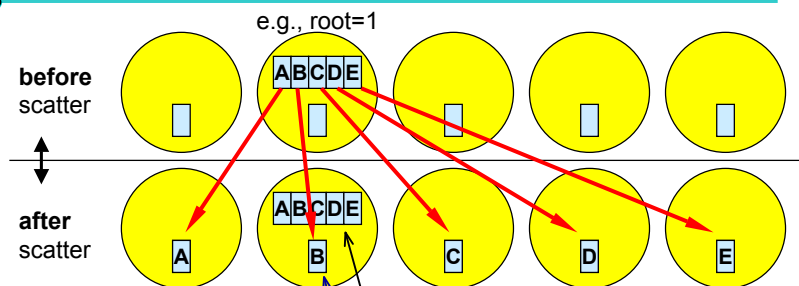 e.g., root=1
before
scatter
ABCDE
after
scatter
ABCDE
A
B
C
D
E